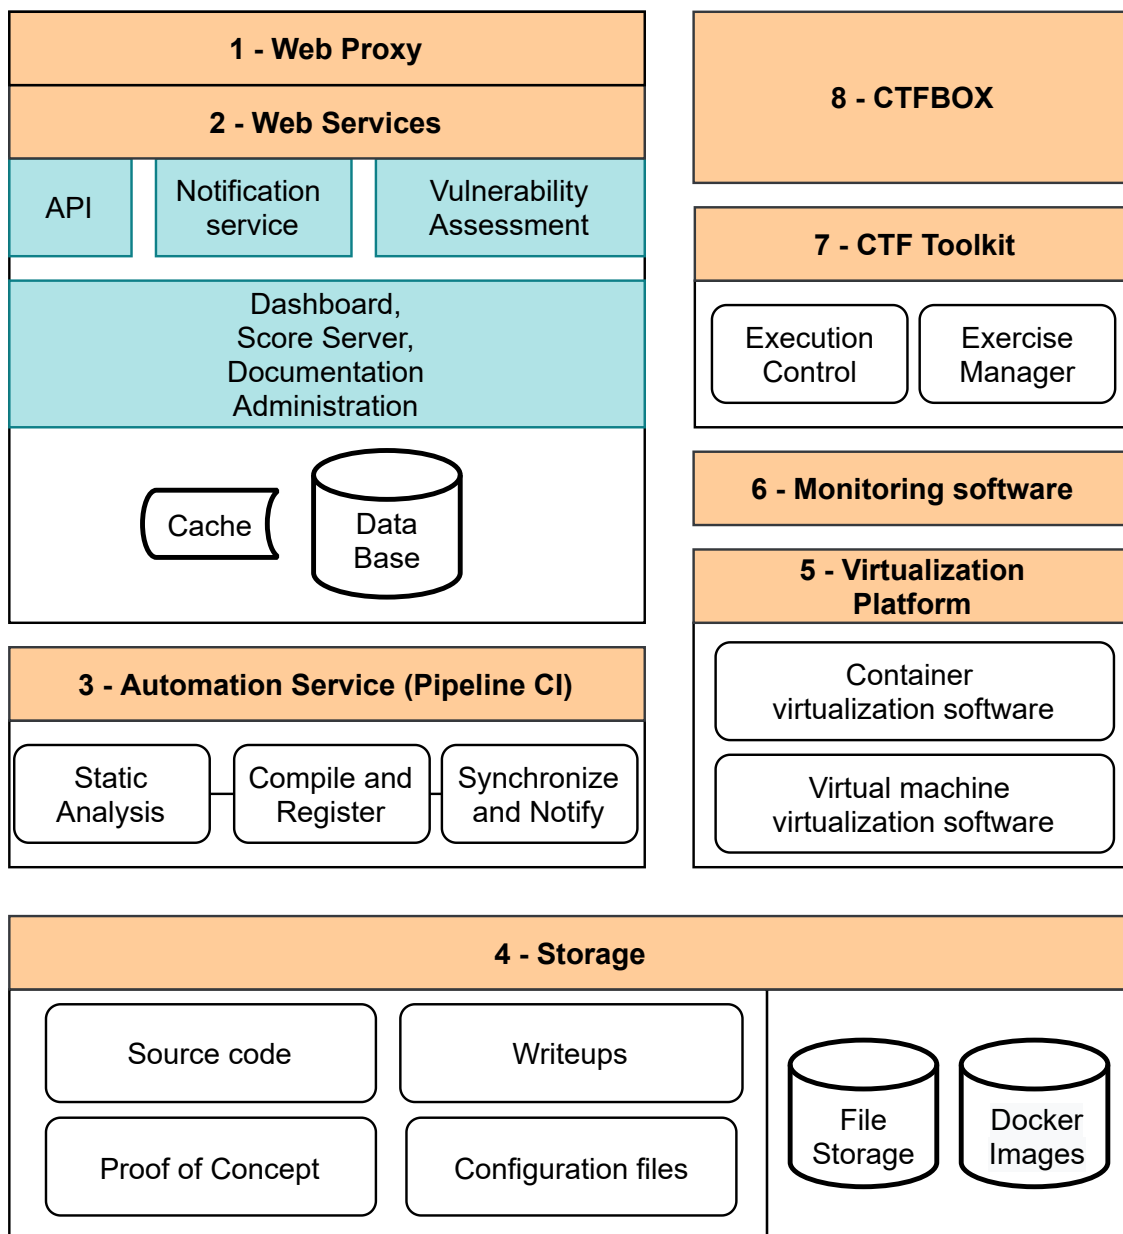 1 - Web Proxy
2 - Web Services
API
Notification
service
Vulnerability
Assessment
Dashboard,
Score Server,
Documentation
Administration
Cache
Data
Base
3 - Automation Service (Pipeline CI)
Static
Analysis
Compile and
Register
Synchronize
and Notify
8 - CTFBOX
7 - CTF Toolkit
Execution
Control
Exercise
Manager
6 - Monitoring software
5 - Virtualization
Platform
Container
virtualization software
Virtual machine
virtualization software
4 - Storage
Source code
Writeups
Proof of Concept
Configuration files
File
Storage
Docker
Images